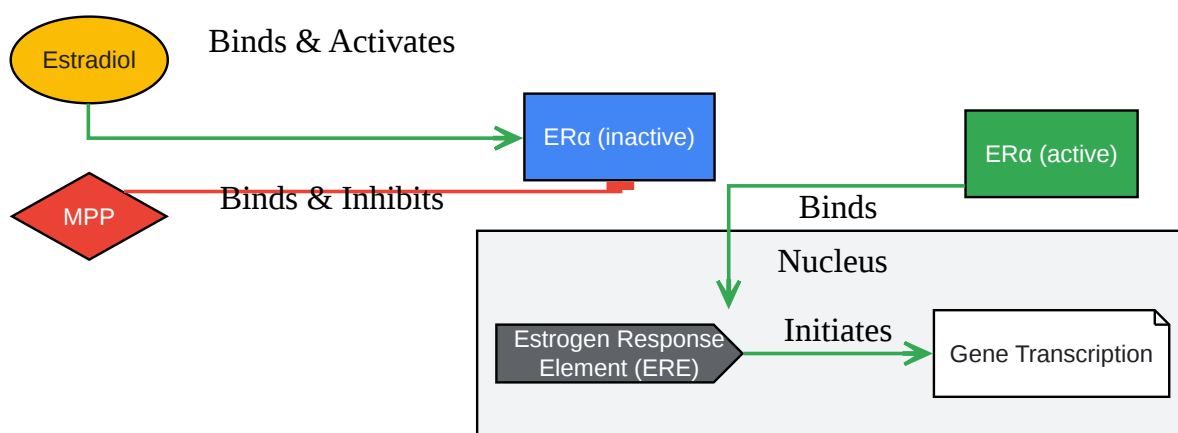 Binds & Activates
Estradiol
ERα (inactive)
ERα (active)
MPP
Binds & Inhibits
Binds
Nucleus
Estrogen Response
Element (ERE)
Initiates
Gene Transcription